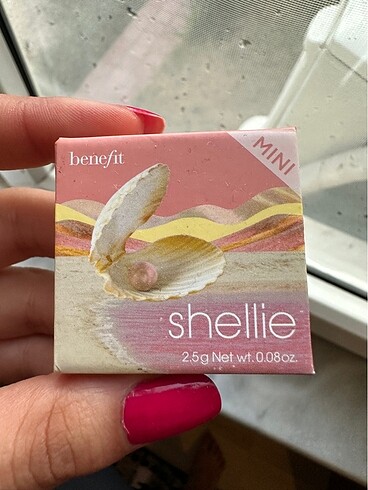 benefit
MINI
shellie
2.5g Net wt. 0.08oz.